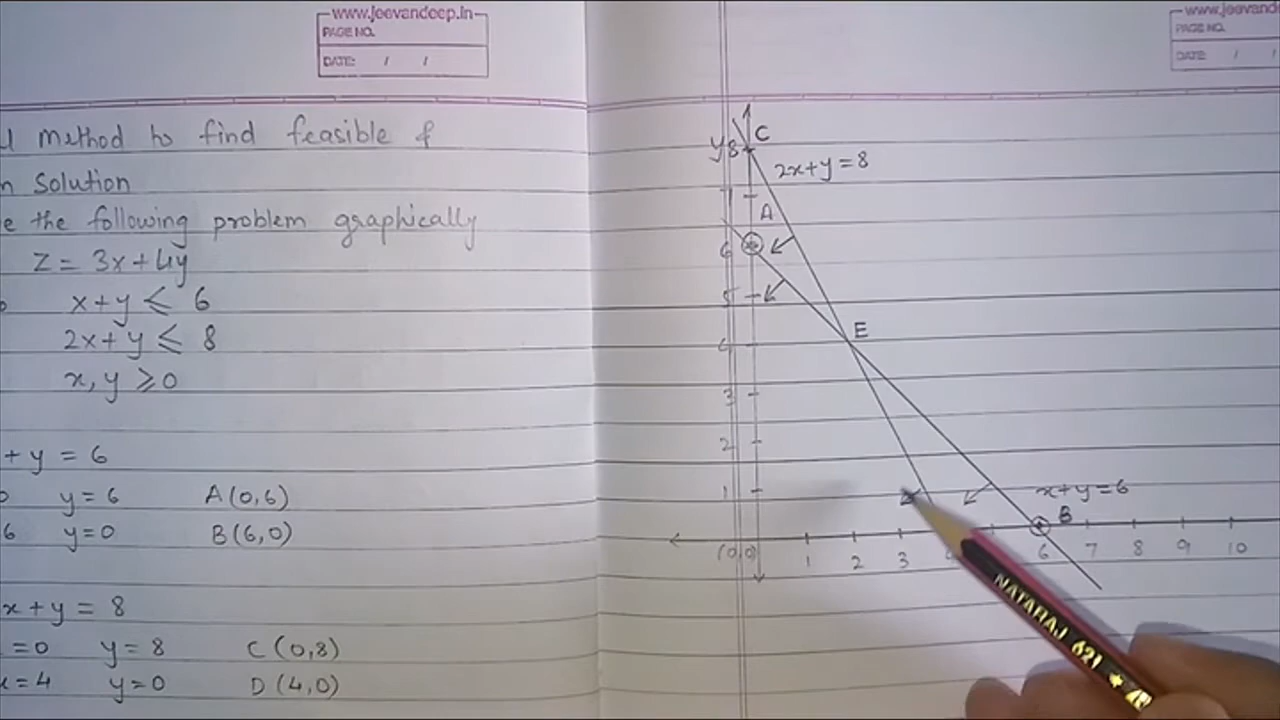 www.jeevandeep.in
PAGE NO.
DATE: / /
method to find feasible &
Solution
the following problem graphically
Z = 3x+4y
x+y ⩽ 6
2x+y ⩽ 8
x, y ⩾ 0
+ y = 6
y=6 A(0,6)
6 y=0 B(6,0)
x + y = 8
=0 y=8 C(0,8)
x=4 y=0 D(4,0)
www.jeevand
PAGE NO.
DATE: / /
C
y 8
2x+y=8
7
A
6
5
E
4
3
2
1
x+y=6
B
(0,0) 1 2 3 6 7 8 9 10
NATARAJ 621